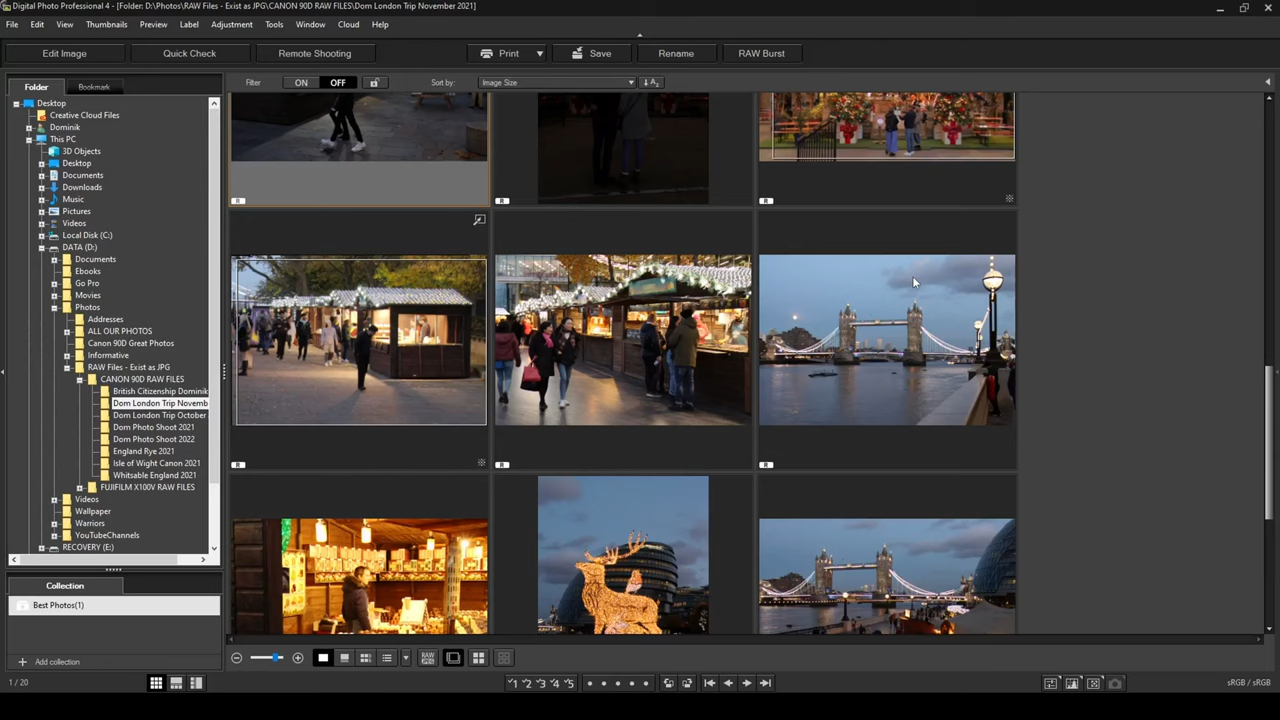 Digital Photo Professional 4 - [Folder: D:\Photos\RAW Files - Exist as JPG\CANON 90D RAW FILES\Dom London Trip November 2021]
File Edit View Thumbnails Preview Label Adjustment Tools Window Cloud Help
Edit Image Quick Check Remote Shooting Print Save Rename RAW Burst
Folder Bookmark Filter ON OFF Sort by: Image Size
Desktop
Creative Cloud Files
Dominik
This PC
3D Objects
Desktop
Documents
Downloads
Music
Pictures
Videos
Local Disk (C:)
DATA (D:)
Documents
Ebooks
Go Pro
Movies
Photos
Addresses
ALL OUR PHOTOS
Canon 90D Great Photos
Informative
RAW Files - Exist as JPG
CANON 90D RAW FILES
British Citizenship Dominik
Dom London Trip Novemb
Dom London Trip October
Dom Photo Shoot 2021
Dom Photo Shoot 2022
England Rye 2021
Isle of Wight Canon 2021
Whitsable England 2021
FUJIFILM X100V RAW FILES
Videos
Wallpaper
Warriors
YouTubeChannels
RECOVERY (E:)
Collection
Best Photos(1)
Add collection
R R R
R R R
RAW JPEG
1 / 20
1 2 3 4 5
sRGB / sRGB